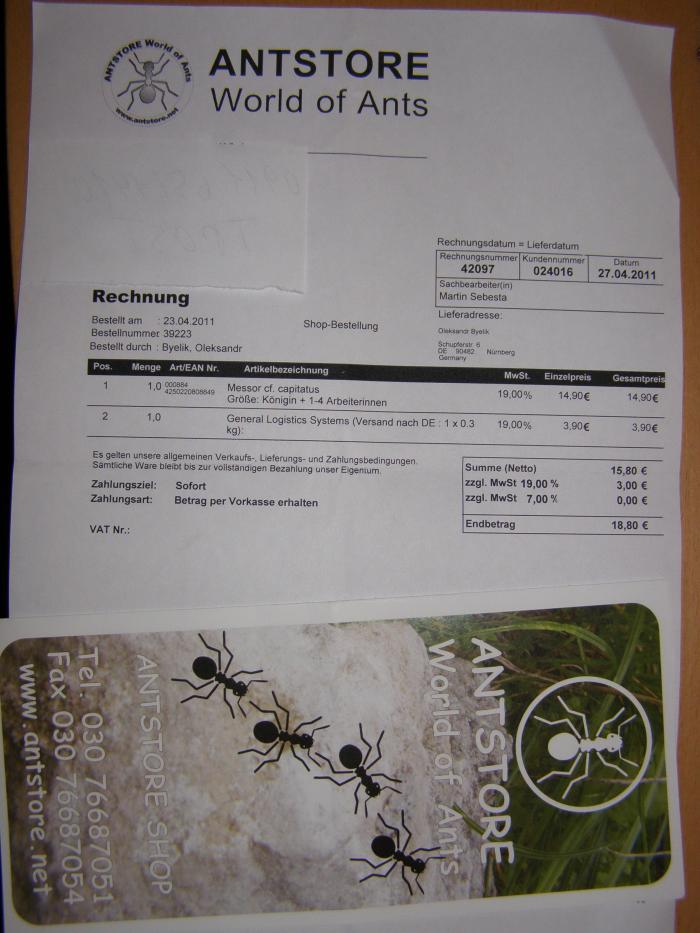 ANTSTORE World of Ants
www.antstore.net
ANTSTORE
World of Ants
Rechnungsdatum = Lieferdatum
Rechnungsnummer Kundennummer Datum
42097 024016 27.04.2011
Sachbearbeiter(in)
Martin Sebesta
Lieferadresse:
Oleksandr Byelik
Schupferstr 6
DE 90482 Nürnberg
Germany
Rechnung
Bestellt am : 23.04.2011 Shop-Bestellung
Bestellnummer 39223
Bestellt durch : Byelik, Oleksandr
Pos. Menge Art/EAN Nr. Artikelbezeichnung MwSt. Einzelpreis Gesamtpreis
1 1,0 000884 Messor cf. capitatus 19,00% 14,90€ 14,90€
4250220808849 Größe: Königin + 1-4 Arbeiterinnen
2 1,0 General Logistics Systems (Versand nach DE : 1 x 0.3 19,00% 3,90€ 3,90€
kg):
Es gelten unsere allgemeinen Verkaufs-, Lieferungs- und Zahlungsbedingungen.
Sämtliche Ware bleibt bis zur vollständigen Bezahlung unser Eigentum.
Zahlungsziel: Sofort
Zahlungsart: Betrag per Vorkasse erhalten
VAT Nr.:
Summe (Netto) 15,80 €
zzgl. MwSt 19,00 % 3,00 €
zzgl. MwSt 7,00 % 0,00 €
Endbetrag 18,80 €
ANTSTORE
World of Ants
ANTSTORE SHOP
Tel. 030 76687051
Fax 030 76687054
www.antstore.net